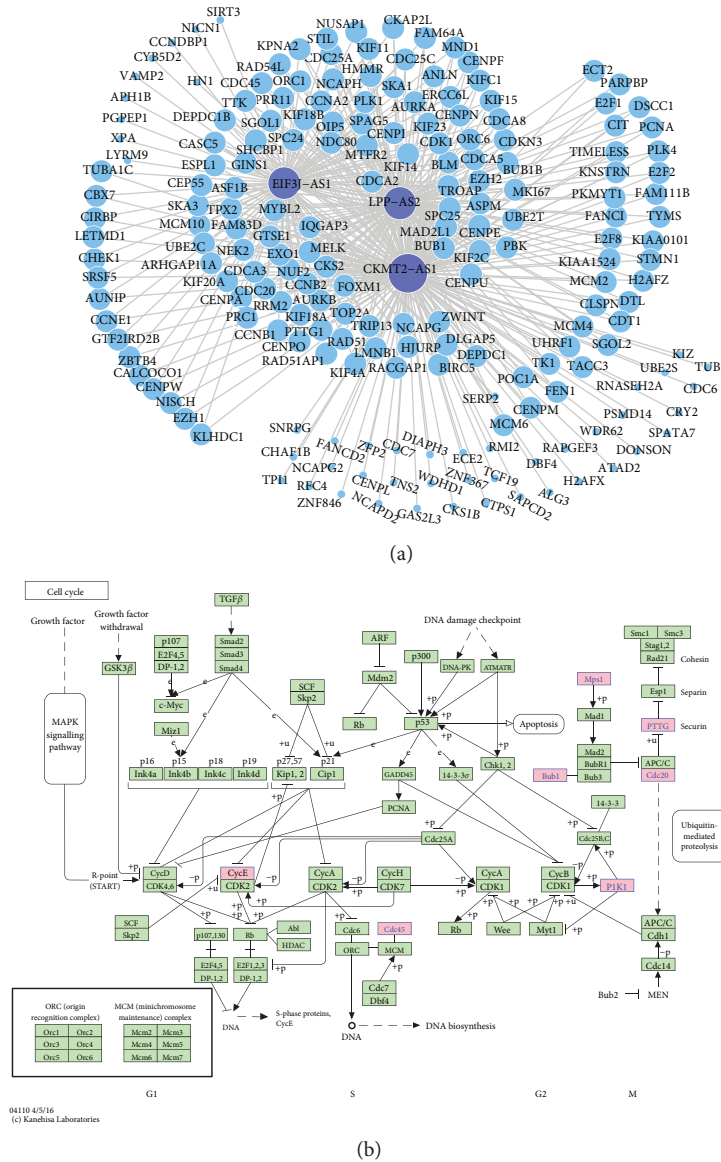 SIRT3
NICN1
CCNDBP1
CYB5D2
VAMP2
HN1
APH1B
PGPEP1
XPA
LYRM9
TUBA1C
CBX7
CIRBP
LETMD1
CHEK1
SRSF5
AUNIP
CCNE1
GTF2IRD2B
ZBTB4
CALCOCO1
CENPW
NISCH
EZH1
KLHDC1
NUSAP1
STIL
KPNA2
CDC25A
RAD54L
ORC1
CDC45
TTK
PRR11
DEPDC1B
SGOL1
CASC5
SPC24
SHCBP1
ESPL1
GINS1
CEP55
ASF1B
SKA3
TPX2
MCM10
FAM83D
UBE2C
NEK2
GTSE1
ARHGAP11A
EXO1
CDCA3
KIF20A
CDC20
CENPA
RRM2
PRC1
CCNB1
PTTG1
CENPO
RAD51AP1
CKAP2L
FAM64A
KIF11
CDC25C
MND1
HMMR
CENPF
NCAPH
SKA1
ANLN
KIFC1
CCNA2
PLK1
ERCC6L
AURKA
KIF15
KIF18B
SPAG5
CENPN
OIP5
KIF23
CDCA8
NDC80
CENPI
CDK1
ORC6
CDKN3
MTFR2
KIF14
BLM
CDCA5
BUB1B
EIF3J−AS1
CDCA2
EZH2
MKI67
TROAP
LPP−AS2
MYBL2
SPC25
ASPM
UBE2T
IQGAP3
MAD2L1
CENPE
MELK
BUB1
PBK
NUF2
CKS2
CKMT2−AS1
KIF2C
CCNB2
FOXM1
CENPU
AURKB
TOP2A
KIF18A
TRIP13
NCAPG
ZWINT
RAD51
LMNB1
HJURP
DLGAP5
DEPDC1
KIF4A
RACGAP1
BIRC5
ECT2
PARPBP
E2F1
DSCC1
CIT
PCNA
TIMELESS
PLK4
KNSTRN
E2F2
PKMYT1
FAM111B
FANCI
TYMS
E2F8
KIAA0101
KIAA1524
STMN1
MCM2
H2AFZ
CLSPN
DTL
MCM4
CDT1
UHRF1
SGOL2
TK1
TACC3
KIZ
POC1A
UBE2S
TUB
FEN1
RNASEH2A
CDC6
SERP2
CENPM
PSMD14
CRY2
MCM6
WDR62
SPATA7
RMI2
RAPGEF3
DONSON
DBF4
ATAD2
H2AFX
SNRPG
CHAF1B
FANCD2
ZFP2
CDC7
DIAPH3
ECE2
NCAPG2
TCF19
TPI1
RFC4
CENPL
TNS2
WDHD1
ZNF367
SAPCD2
ALG3
ZNF846
NCAPD2
GAS2L3
CKS1B
CTPS1
(a)
Cell cycle
Growth factor
Growth factor
withdrawal
TGFβ
GSK3β
p107
E2F4,5
DP-1,2
Smad2
Smad3
Smad4
c-Myc
Miz1
MAPK
signalling
pathway
ARF
Mdm2
SCF
Skp2
Rb
p300
DNA damage checkpoint
DNA-PK
ATMATR
p53
Apoptosis
Smc1
Smc3
Stag1,2
Rad21
Cohesin
Mps1
Esp1
Separin
Mad1
PTTG
Securin
Mad2
BubR1
Bub3
Bub1
APC/C
Cdc20
p16
p15
p18
p19
Ink4a
Ink4b
Ink4c
Ink4d
p27,57
Kip1, 2
p21
Cip1
GADD45
14-3-3σ
Chk1, 2
PCNA
Cdc25A
14-3-3
Cdc25B,C
Ubiquitin-
mediated
proteolysis
R-point
(START)
CycD
CDK4,6
CycE
CDK2
CycA
CDK2
CycH
CDK7
CycA
CDK1
CycB
CDK1
P1K1
SCF
Skp2
p107,130
Rb
Abl
HDAC
Cdc6
Cdc45
ORC
MCM
Rb
Wee
Myt1
APC/C
Cdh1
E2F4,5
DP-1,2
E2F1,2,3
DP-1,2
Cdc7
Dbf4
Cdc14
Bub2
MEN
DNA
S-phase proteins,
CycE
DNA
DNA biosynthesis
ORC (origin
recognition complex)
MCM (minichromosome
maintenance) complex
Orc1
Orc2
Mcm2
Mcm3
Orc3
Orc4
Mcm4
Mcm5
Orc5
Orc6
Mcm6
Mcm7
G1
S
G2
M
04110 4/5/16
(c) Kanehisa Laboratories
(b)